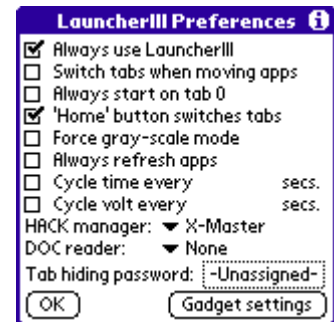 LauncherIII Preferences i
Always use LauncherIII
Switch tabs when moving apps
Always start on tab 0
'Home' button switches tabs
Force gray-scale mode
Always refresh apps
Cycle time every secs.
Cycle volt every secs.
HACK manager: X-Master
DOC reader: None
Tab hiding password: -Unassigned-
OK Gadget settings